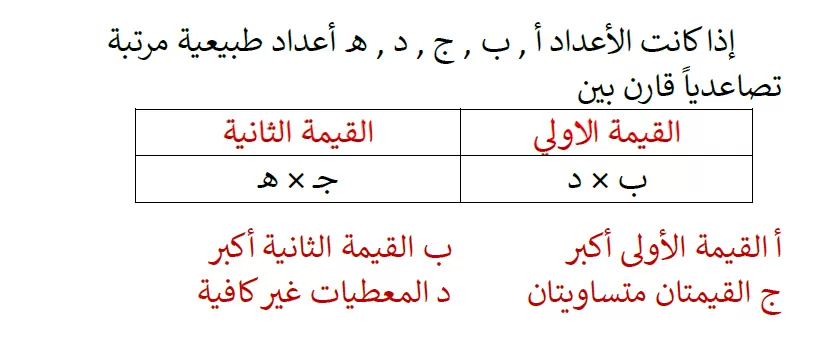 إذا كانت الأعداد أ , ب , ج , د , ه أعداد طبيعية مرتبة
تصاعدياً قارن بين
القيمة الاولي القيمة الثانية
ب × د جـ × ه
أ القيمة الأولى أكبر ب القيمة الثانية أكبر
ج القيمتان متساويتان د المعطيات غير كافية